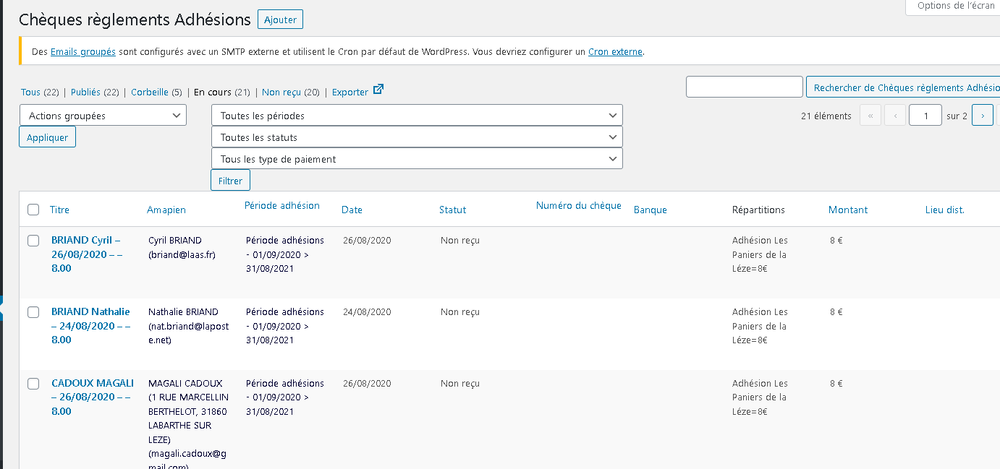 Options de l'écran
Chèques règlements Adhésions Ajouter
Des Emails groupés sont configurés avec un SMTP externe et utilisent le Cron par défaut de WordPress. Vous devriez configurer un Cron externe.
Tous (22) | Publiés (22) | Corbeille (5) | En cours (21) | Non reçu (20) | Exporter
Rechercher de Chèques règlements Adhésio
Actions groupées
Toutes les périodes
21 éléments « ‹ 1 sur 2 ›
Appliquer
Toutes les statuts
Tous les type de paiement
Filtrer
Titre Amapien Période adhésion Date Statut Numéro du chèque Banque Répartitions Montant Lieu dist.
BRIAND Cyril – Cyril BRIAND Période adhésions 26/08/2020 Non reçu Adhésion Les 8 €
26/08/2020 – – (briand@laas.fr) - 01/09/2020 > Paniers de la
8.00 31/08/2021 Léze=8€
BRIAND Nathalie Nathalie BRIAND Période adhésions 24/08/2020 Non reçu Adhésion Les 8 €
– 24/08/2020 – – (nat.briand@lapost - 01/09/2020 > Paniers de la
8.00 e.net) 31/08/2021 Léze=8€
CADOUX MAGALI MAGALI CADOUX Période adhésions 26/08/2020 Non reçu Adhésion Les 8 €
– 26/08/2020 – – (1 RUE MARCELLIN - 01/09/2020 > Paniers de la
8.00 BERTHELOT, 31860 31/08/2021 Léze=8€
LABARTHE SUR
LEZE)
(magali.cadoux@g
mail.com)